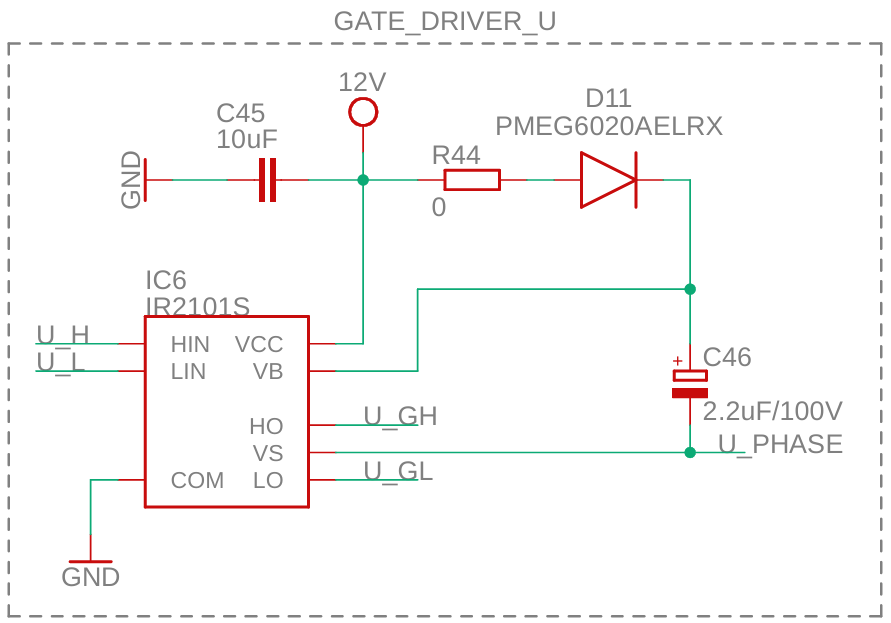 GATE_DRIVER_U
12V
C45
10uF
GND
D11
PMEG6020AELRX
R44
0
IC6
IR2101S
U_H
U_L
HIN VCC
LIN VB
HO
VS
COM LO
U_GH
U_GL
+
C46
2.2uF/100V
U_PHASE
GND